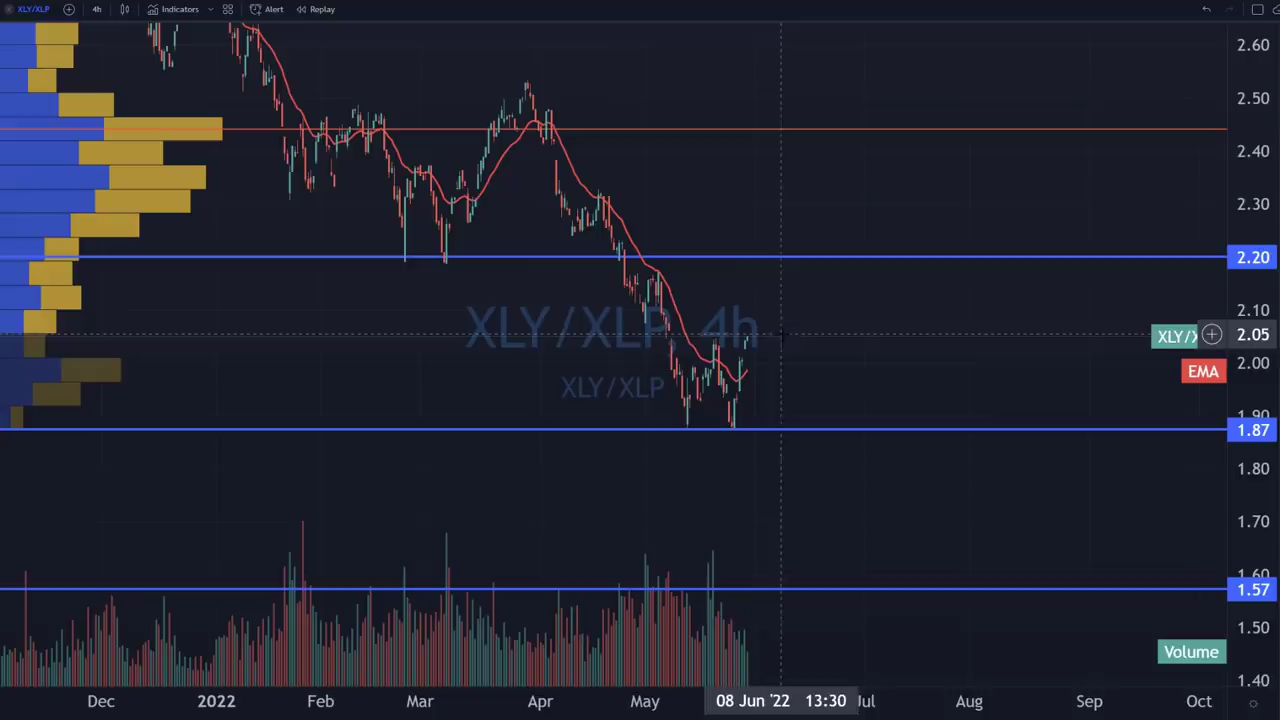 XLY/XLP 4h Indicators Alert Replay
2.60
2.50
2.40
2.30
2.20
2.10
XLY/XLP, 4h
XLY/X 2.05
2.00
EMA
XLY/XLP
1.90
1.87
1.80
1.70
1.60
1.57
1.50
Volume
1.40
Dec 2022 Feb Mar Apr May 08 Jun '22 13:30 Jul Aug Sep Oct